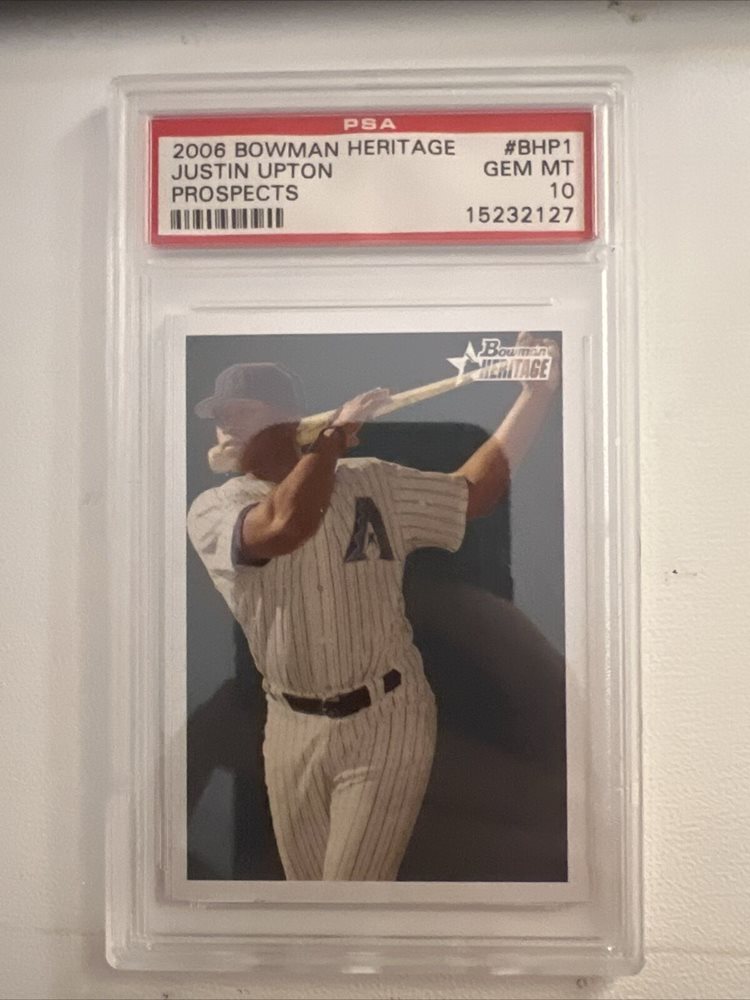 PSA
2006 BOWMAN HERITAGE #BHP1
JUSTIN UPTON GEM MT
PROSPECTS 10
15232127
Bowman
HERITAGE
A